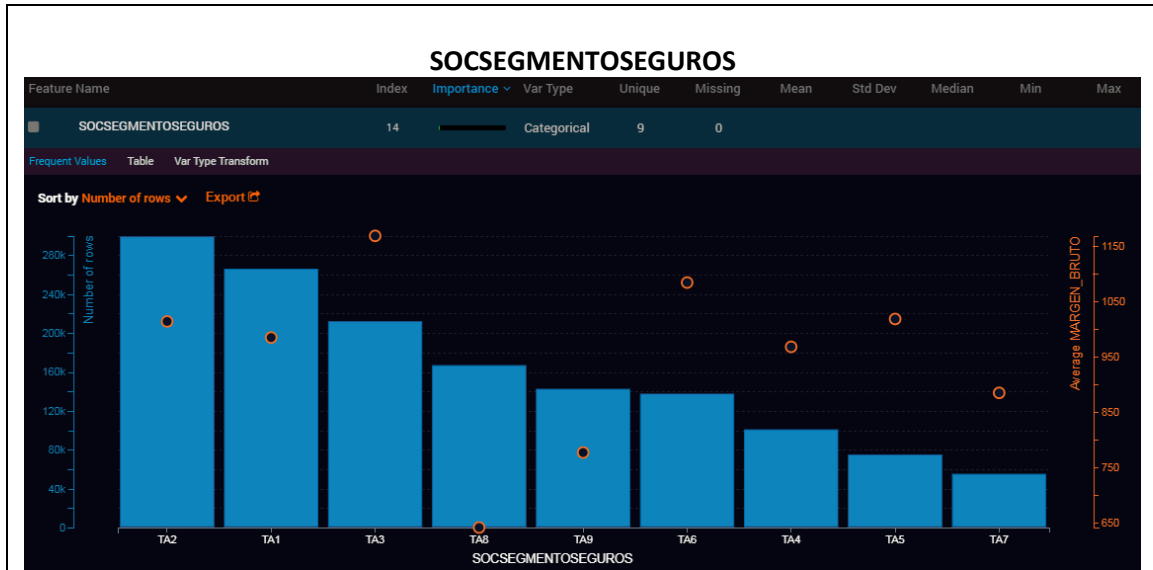 SOCSEGMENTOSEGUROS
Feature Name Index Importance Var Type Unique Missing Mean Std Dev Median Min Max
SOCSEGMENTOSEGUROS 14 Categorical 9 0
Frequent Values Table Var Type Transform
Sort by Number of rows Export
Number of rows
280k
240k
200k
160k
120k
80k
40k
0
1150
1050
950
850
750
650
Average MARGEN_BRUTO
TA2 TA1 TA3 TA8 TA9 TA6 TA4 TA5 TA7
SOCSEGMENTOSEGUROS